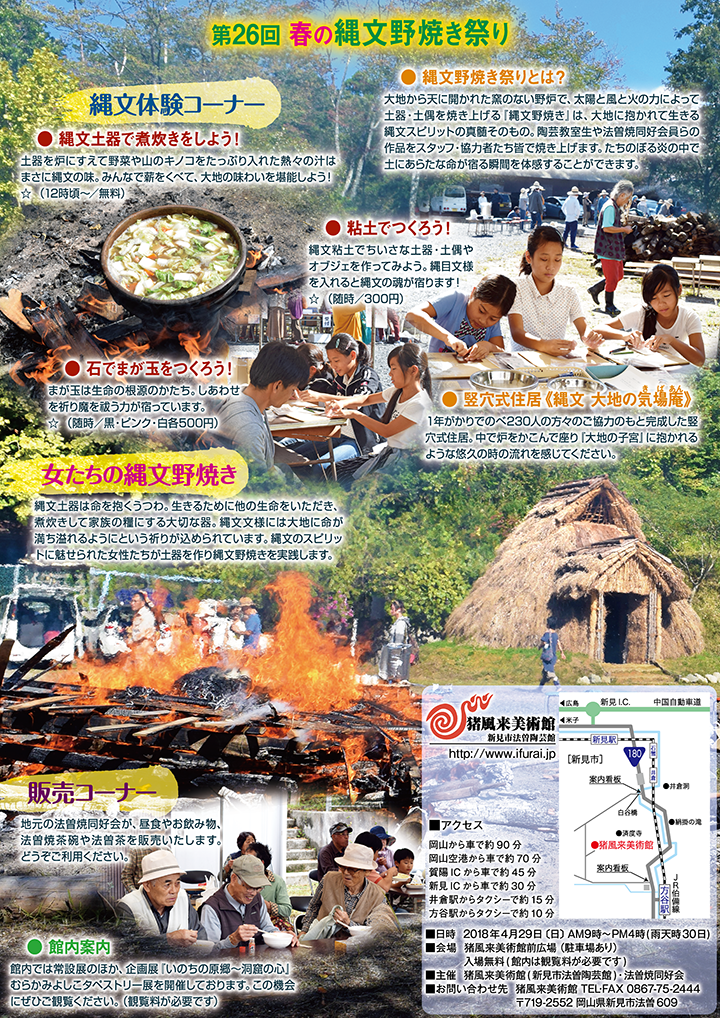 第26回 春の縄文野焼き祭り
縄文体験コーナー
● 縄文土器で煮炊きをしよう！
土器を炉にすえて野菜や山のキノコをたっぷり入れた熱々の汁は
まさに縄文の味。みんなで薪をくべて、大地の味わいを堪能しよう！
☆（12時頃～／無料）
● 縄文野焼き祭りとは？
大地から天に開かれた窯のない野炉で、太陽と風と火の力によって
土器・土偶を焼き上げる『縄文野焼き』は、大地に抱かれて生きる
縄文スピリットの真髄そのもの。陶芸教室生や法曽焼同好会員らの
作品をスタッフ・協力者たち皆で焼き上げます。たちのぼる炎の中で
土にあらたな命が宿る瞬間を体感することができます。
● 粘土でつくろう！
縄文粘土でちいさな土器・土偶や
オブジェを作ってみよう。縄目文様
を入れると縄文の魂が宿ります！
☆（随時／300円）
● 石でまが玉をつくろう！
まが玉は生命の根源のかたち。しあわせ
を祈り魔を祓う力が宿っています。
☆（随時／黒・ピンク・白各500円）
● 竪穴式住居《縄文 大地の気場庵》
きばあん
1年がかりでのべ230人の方々のご協力のもと完成した竪
穴式住居。中で炉をかこんで座り『大地の子宮』に抱かれる
ような悠久の時の流れを感じてください。
女たちの縄文野焼き
縄文土器は命を抱くうつわ。生きるために他の生命をいただき、
煮炊きして家族の糧にする大切な器。縄文文様には大地に命が
満ち溢れるようにという祈りが込められています。縄文のスピリッ
トに魅せられた女性たちが土器を作り縄文野焼きを実践します。
販売コーナー
地元の法曽焼同好会が、昼食やお飲み物、
法曽焼茶碗や法曽茶を販売いたします。
どうぞご利用ください。
● 館内案内
館内では常設展のほか、企画展『いのちの原郷～洞窟の心』
むらかみよしこタペストリー展を開催しております。この機会
にぜひご観覧ください。（観覧料が必要です）
猪風来美術館
新見市法曽陶芸館
http://www.ifurai.jp
■アクセス
岡山から車で約90分
岡山空港から車で約70分
賀陽ICから車で約45分
新見ICから車で約30分
井倉駅からタクシーで約15分
方谷駅からタクシーで約10分
◀広島
新見I.C.
中国自動車道
◀米子
新見駅
[新見市]
180
井倉
案内看板
●井倉洞
白谷橋
●絹掛の滝
●済度寺
●猪風来美術館
案内看板
方谷駅
JR伯備線
■日時 2018年4月29日（日）AM9時～PM4時(雨天時30日)
■会場 猪風来美術館前広場（駐車場あり）
入場無料（館内は観覧料が必要です）
■主催 猪風来美術館（新見市法曽陶芸館）・法曽焼同好会
■お問い合わせ先 猪風来美術館 TEL・FAX 0867-75-2444
〒719-2552 岡山県新見市法曽609